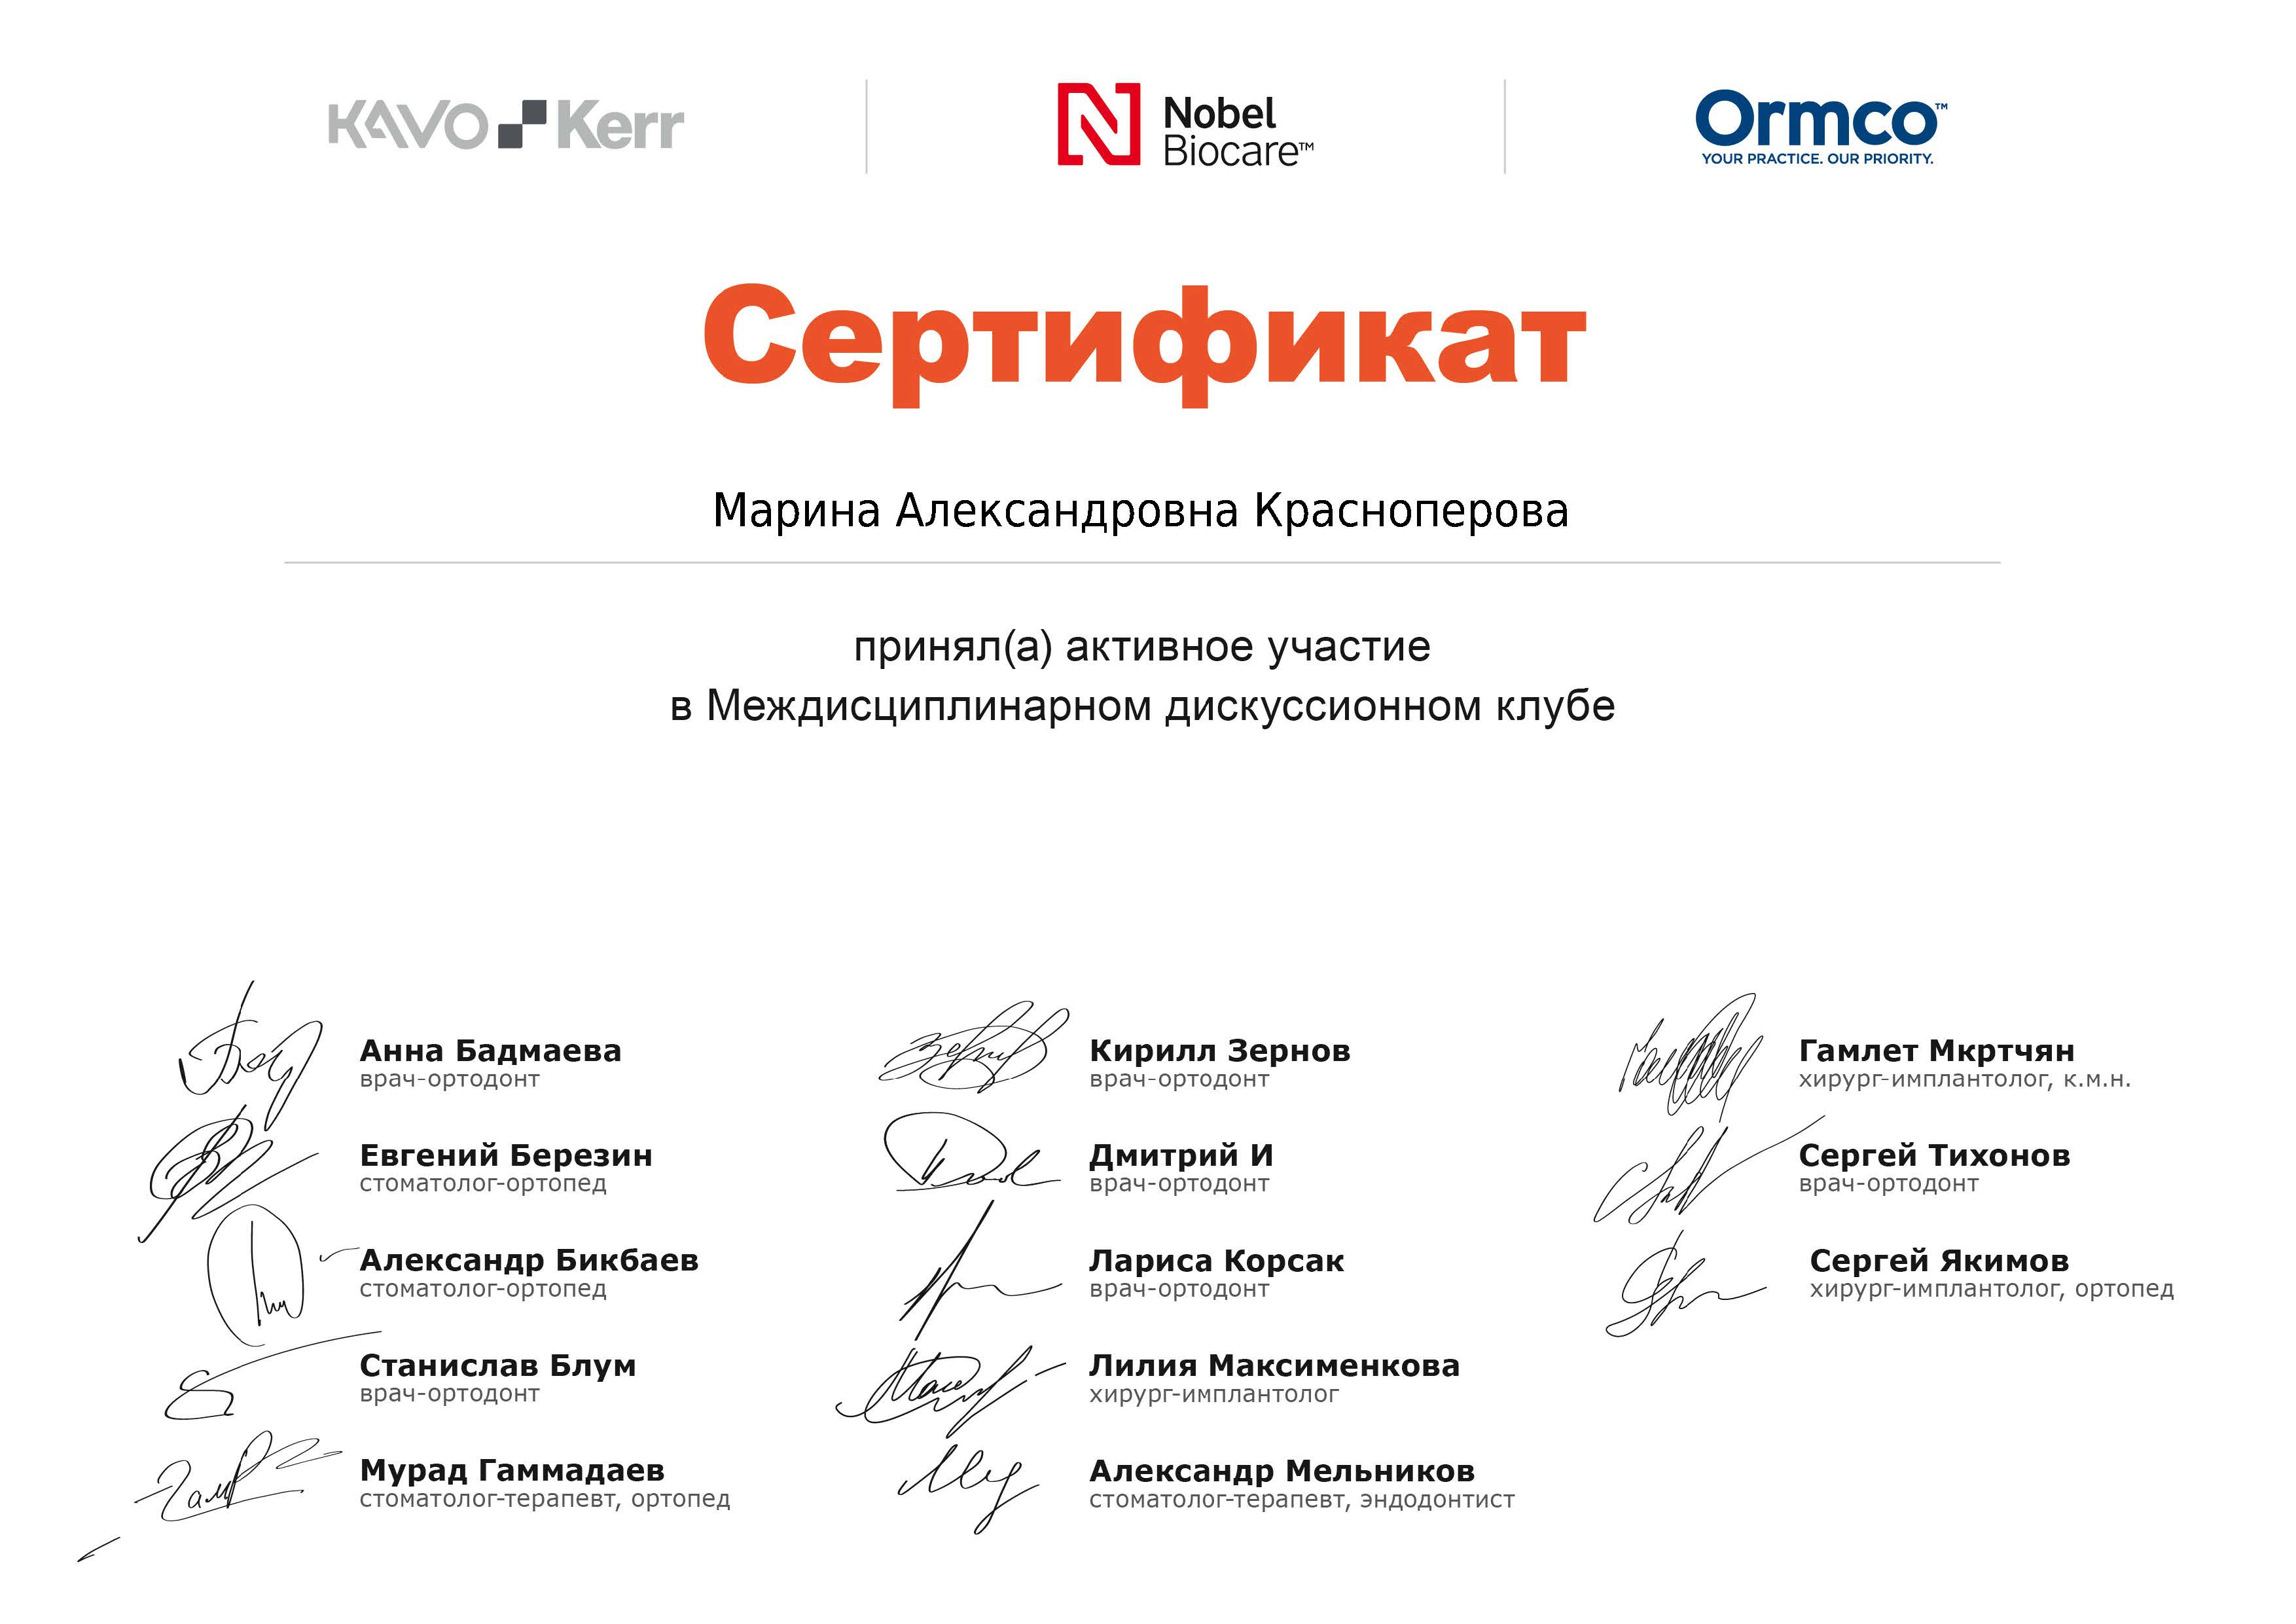 KAVO Kerr
Nobel
Biocare™
Ormco™
YOUR PRACTICE. OUR PRIORITY.
Сертификат
Марина Александровна Красноперова
принял(а) активное участие
в Междисциплинарном дискуссионном клубе
Анна Бадмаева
врач-ортодонт
Евгений Березин
стоматолог-ортопед
Александр Бикбаев
стоматолог-ортопед
Станислав Блум
врач-ортодонт
Мурад Гаммадаев
стоматолог-терапевт, ортопед
Кирилл Зернов
врач-ортодонт
Дмитрий И
врач-ортодонт
Лариса Корсак
врач-ортодонт
Лилия Максименкова
хирург-имплантолог
Александр Мельников
стоматолог-терапевт, эндодонтист
Гамлет Мкртчян
хирург-имплантолог, к.м.н.
Сергей Тихонов
врач-ортодонт
Сергей Якимов
хирург-имплантолог, ортопед